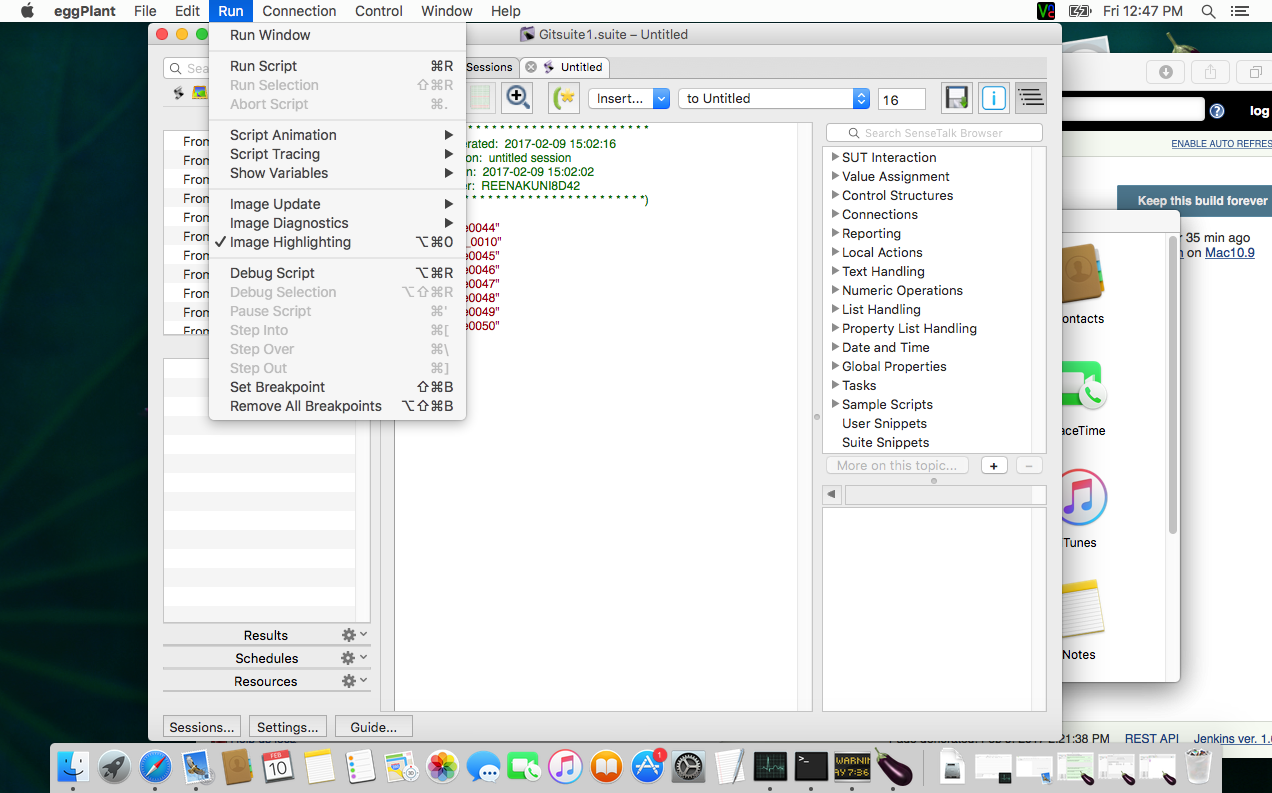 eggPlant File Edit Run Connection Control Window Help Fri 12:47 PM
Gitsuite1.suite – Untitled
Run Window
Run Script ⌘R
Run Selection ⇧⌘R
Abort Script ⌘.
Script Animation
Script Tracing
Show Variables
Image Update
Image Diagnostics
✓ Image Highlighting ⌥⌘O
Debug Script ⌥⌘R
Debug Selection ⌥⇧⌘R
Pause Script ⌘'
Step Into ⌘[
Step Over ⌘\
Step Out ⌘]
Set Breakpoint ⇧⌘B
Remove All Breakpoints ⌥⇧⌘B
Sea
From
From
From
From
From
From
From
From
From
From
From
Results
Schedules
Resources
Sessions... Settings... Guide...
Sessions Untitled
Insert... to Untitled 16
erated: 2017-02-09 15:02:16
on: untitled session
n: 2017-02-09 15:02:02
er: REENAKUNI8D42
*)
e0044"
_0010"
e0045"
e0046"
e0047"
e0048"
e0049"
e0050"
Search SenseTalk Browser
SUT Interaction
Value Assignment
Control Structures
Connections
Reporting
Local Actions
Text Handling
Numeric Operations
List Handling
Property List Handling
Date and Time
Global Properties
Tasks
Sample Scripts
User Snippets
Suite Snippets
More on this topic... + −
log
ENABLE AUTO REFRES
Keep this build forever
35 min ago
on Mac10.9
ontacts
aceTime
Tunes
Notes
21:38 PM REST API Jenkins ver. 1.6
FEB
10
1
WARNIN
AY 7:36